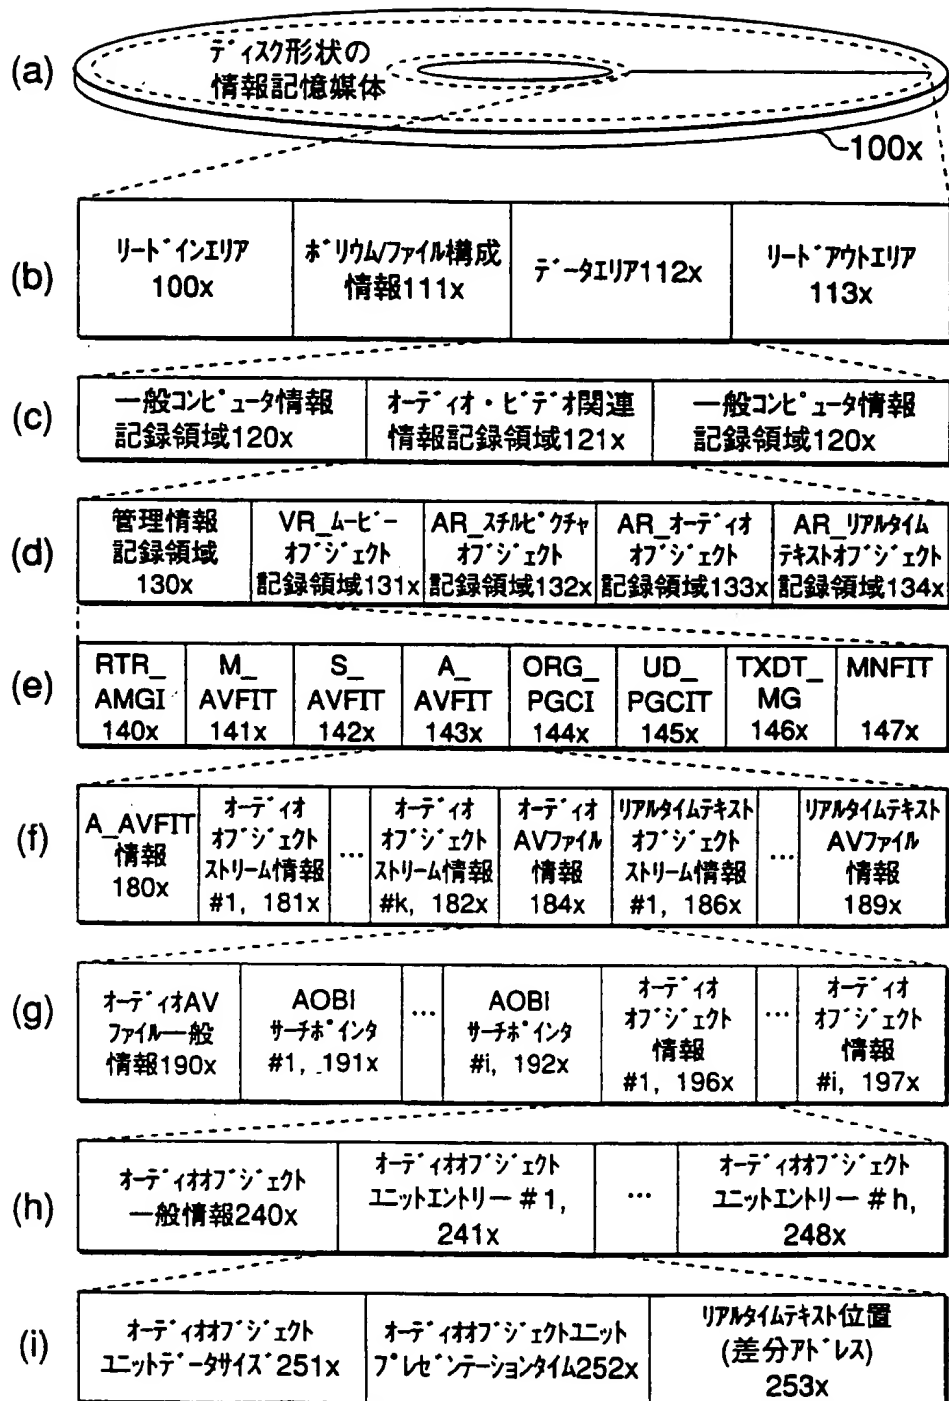 (a)
ディスク形状の
情報記憶媒体
100x
(b)
リードインエリア
100x
ボリウム/ファイル構成
情報111x
データエリア112x
リードアウトエリア
113x
(c)
一般コンピュータ情報
記録領域120x
オーディオ・ビデオ関連
情報記録領域121x
一般コンピュータ情報
記録領域120x
(d)
管理情報
記録領域
130x
VR_ムービー
オブジェクト
記録領域131x
AR_スチルピクチャ
オブジェクト
記録領域132x
AR_オーディオ
オブジェクト
記録領域133x
AR_リアルタイム
テキストオブジェクト
記録領域134x
(e)
RTR_
AMGI
140x
M_
AVFIT
141x
S_
AVFIT
142x
A_
AVFIT
143x
ORG_
PGCI
144x
UD_
PGCIT
145x
TXDT_
MG
146x
MNFIT
147x
(f)
A_AVFIT
情報
180x
オーディオ
オブジェクト
ストリーム情報
#1, 181x
...
オーディオ
オブジェクト
ストリーム情報
#k, 182x
オーディオ
AVファイル
情報
184x
リアルタイムテキスト
オブジェクト
ストリーム情報
#1, 186x
...
リアルタイムテキスト
AVファイル
情報
189x
(g)
オーディオAV
ファイル一般
情報190x
AOBI
サーチポインタ
#1, 191x
...
AOBI
サーチポインタ
#i, 192x
オーディオ
オブジェクト
情報
#1, 196x
...
オーディオ
オブジェクト
情報
#i, 197x
(h)
オーディオオブジェクト
一般情報240x
オーディオオブジェクト
ユニットエントリー #1,
241x
...
オーディオオブジェクト
ユニットエントリー #h,
248x
(i)
オーディオオブジェクト
ユニットデータサイズ251x
オーディオオブジェクトユニット
プレゼンテーションタイム252x
リアルタイムテキスト位置
(差分アドレス)
253x